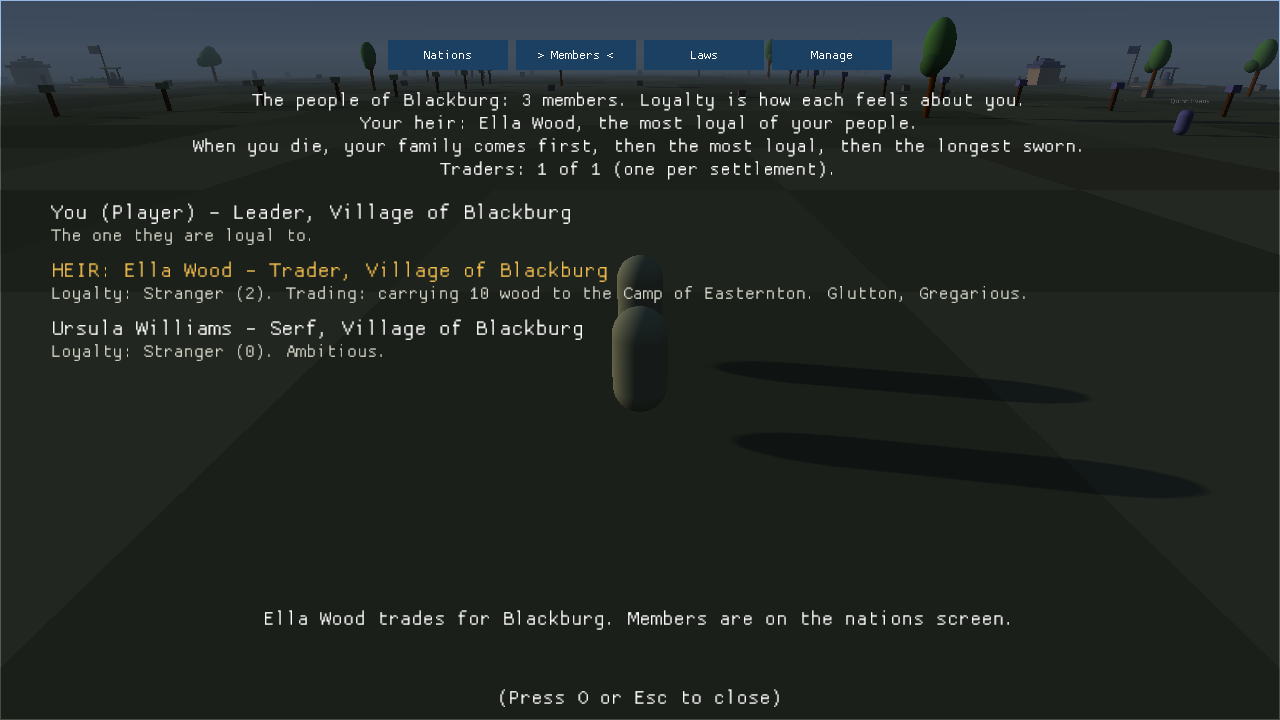 Nations
> Members <
Laws
Manage
The people of Blackburg: 3 members. Loyalty is how each feels about you.
Your heir: Ella Wood, the most loyal of your people.
When you die, your family comes first, then the most loyal, then the longest sworn.
Traders: 1 of 1 (one per settlement).
You (Player) - Leader, Village of Blackburg
The one they are loyal to.
HEIR: Ella Wood - Trader, Village of Blackburg
Loyalty: Stranger (2). Trading: carrying 10 wood to the Camp of Easternton. Glutton, Gregarious.
Ursula Williams - Serf, Village of Blackburg
Loyalty: Stranger (0). Ambitious.
Ella Wood trades for Blackburg. Members are on the nations screen.
(Press O or Esc to close)